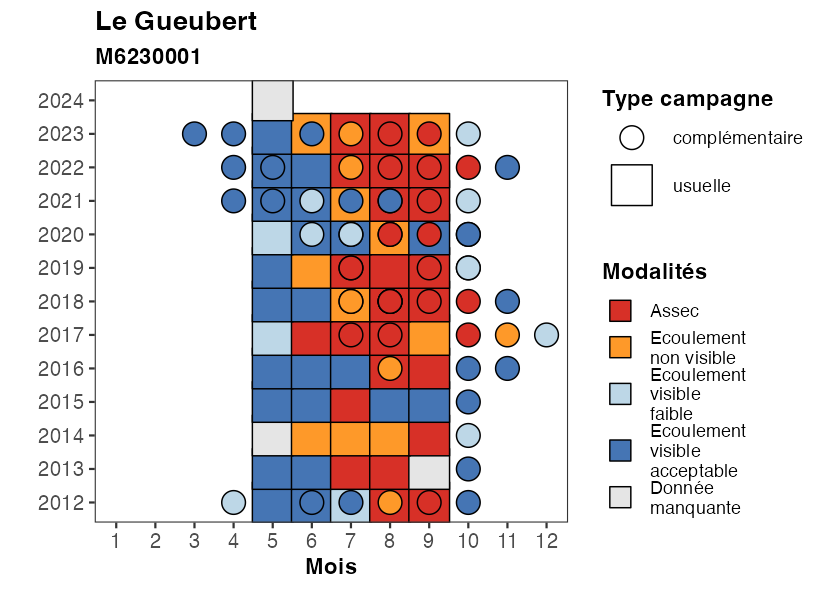 Le Gueubert
M6230001
2024
2023
2022
2021
2020
2019
2018
2017
2016
2015
2014
2013
2012
1 2 3 4 5 6 7 8 9 10 11 12
Mois
Type campagne
complémentaire
usuelle
Modalités
Assec
Ecoulement
non visible
Ecoulement
visible
faible
Ecoulement
visible
acceptable
Donnée
manquante